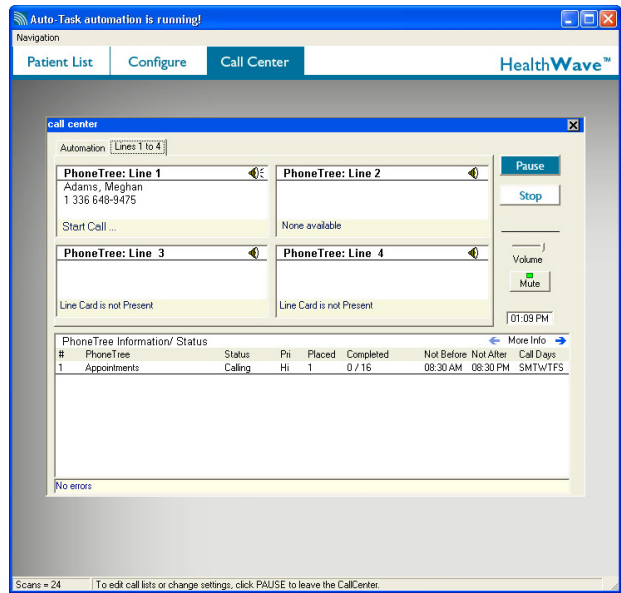 Auto-Task automation is running!
Navigation
Patient List Configure Call Center HealthWave™
call center
Automation Lines 1 to 4
PhoneTree: Line 1
Adams, Meghan
1 336 648-9475
Start Call ...
PhoneTree: Line 2
None available
Pause
Stop
PhoneTree: Line 3
Line Card is not Present
PhoneTree: Line 4
Line Card is not Present
Volume
Mute
01:09 PM
PhoneTree Information/ Status More Info
# PhoneTree Status Pri Placed Completed Not Before Not After Call Days
1 Appointments Calling Hi 1 0 / 16 08:30 AM 08:30 PM SMTWTFS
No errors
Scans = 24 To edit call lists or change settings, click PAUSE to leave the CallCenter.